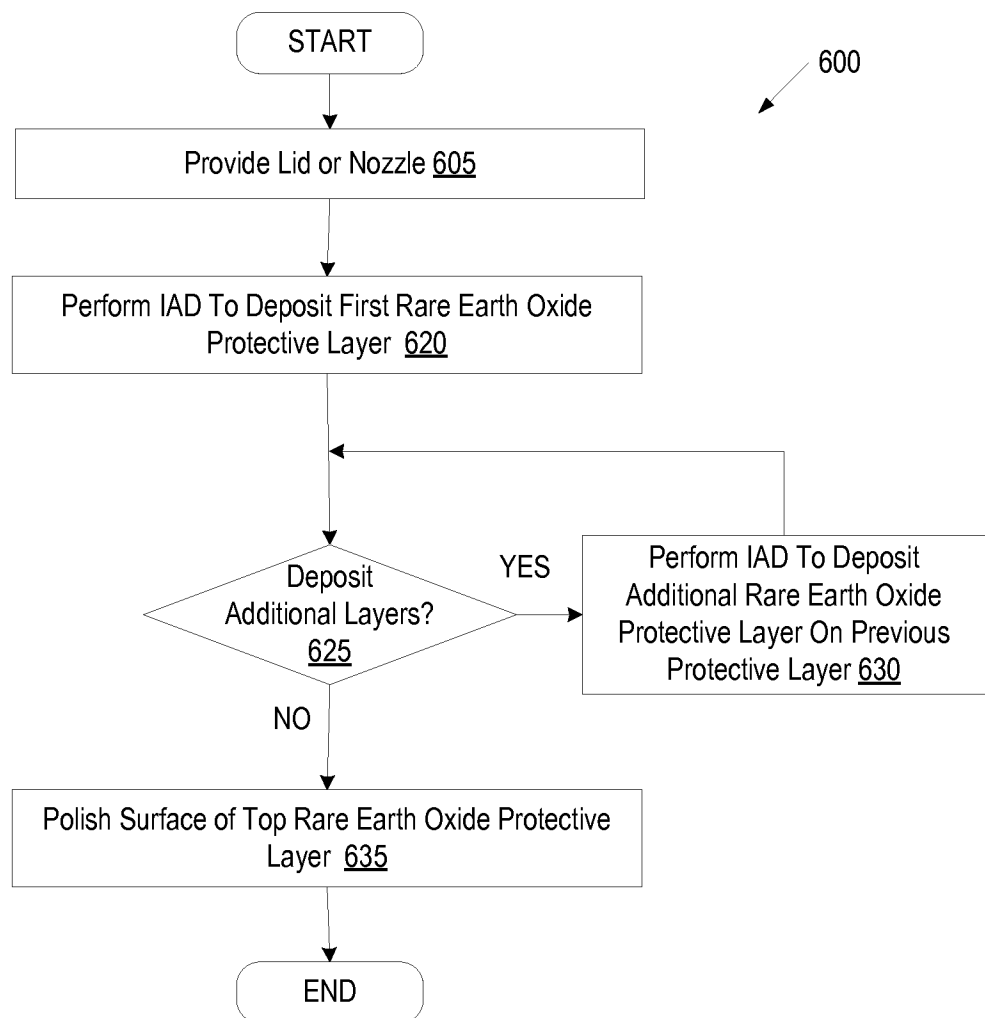 START
600
Provide Lid or Nozzle 605
Perform IAD To Deposit First Rare Earth Oxide
Protective Layer 620
Deposit
Additional Layers?
625
YES
Perform IAD To Deposit
Additional Rare Earth Oxide
Protective Layer On Previous
Protective Layer 630
NO
Polish Surface of Top Rare Earth Oxide Protective
Layer 635
END